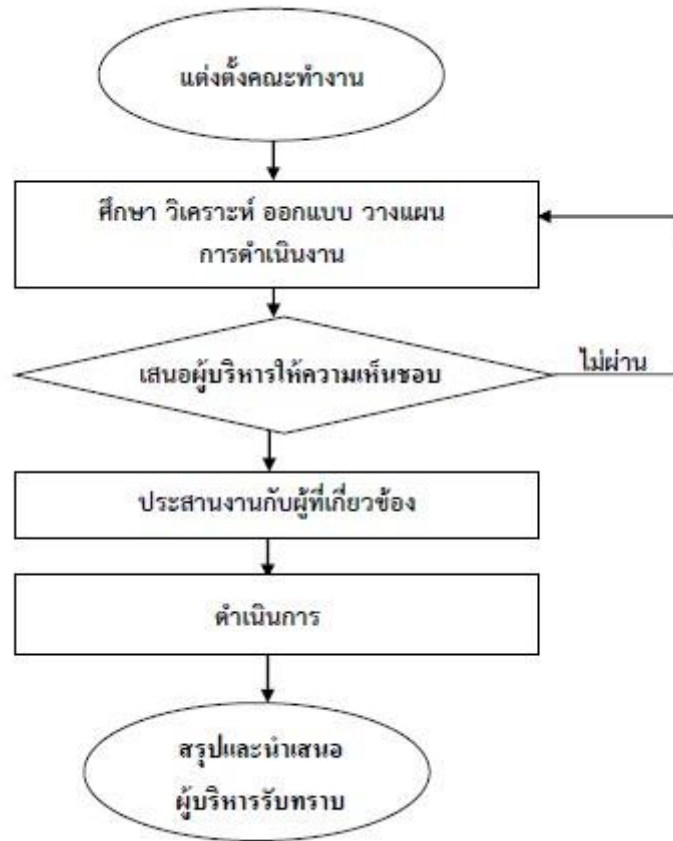 แต่งตั้งคณะทำงาน
ศึกษา วิเคราะห์ ออกแบบ วางแผน
การดำเนินงาน
เสนอผู้บริหารให้ความเห็นชอบ
ไม่ผ่าน
ประสานงานกับผู้ที่เกี่ยวข้อง
ดำเนินการ
สรุปและนำเสนอ
ผู้บริหารรับทราบ